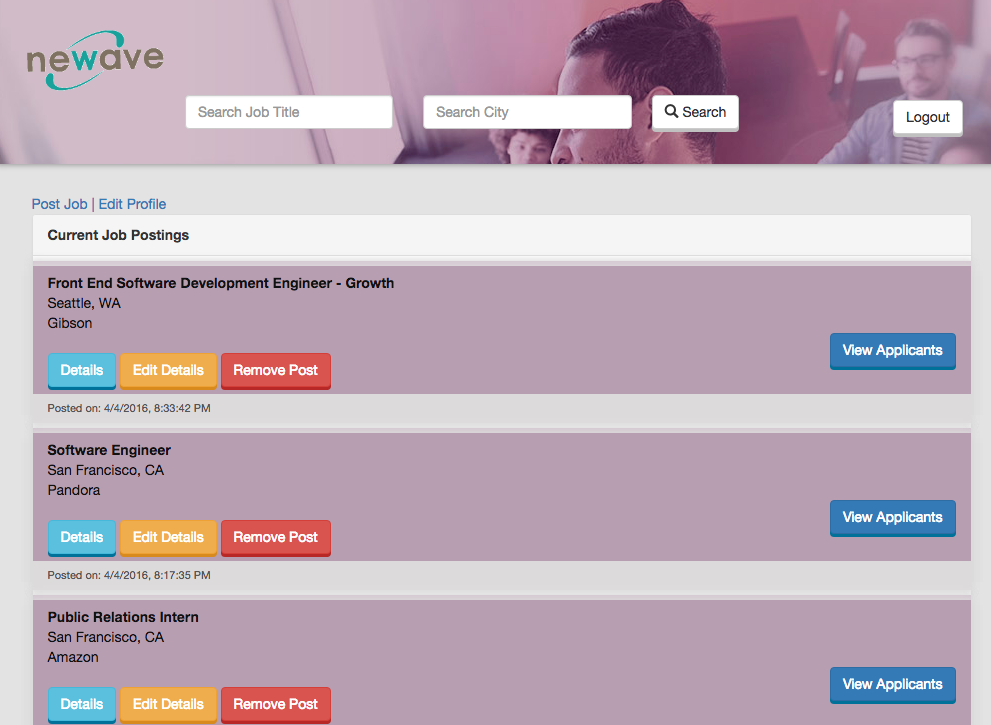 newave
Search Job Title
Search City
Search
Logout
Post Job | Edit Profile
Current Job Postings
Front End Software Development Engineer - Growth
Seattle, WA
Gibson
View Applicants
Details
Edit Details
Remove Post
Posted on: 4/4/2016, 8:33:42 PM
Software Engineer
San Francisco, CA
Pandora
View Applicants
Details
Edit Details
Remove Post
Posted on: 4/4/2016, 8:17:35 PM
Public Relations Intern
San Francisco, CA
Amazon
View Applicants
Details
Edit Details
Remove Post